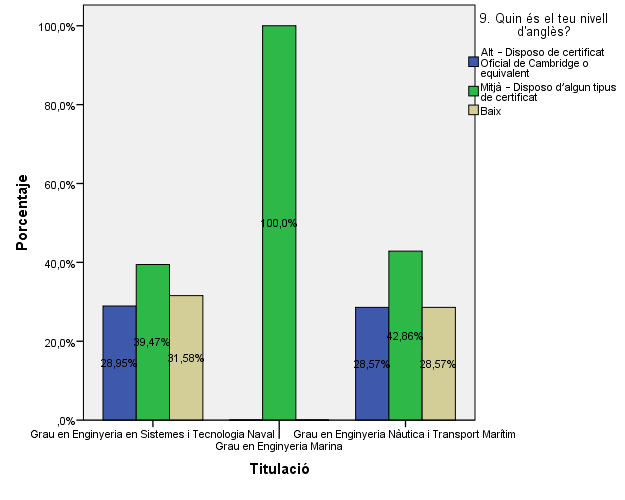 9. Quin és el teu nivell
d'anglès?
Alt - Disposo de certificat
Oficial de Cambridge o
equivalent
Mitjà - Disposo d'algun tipus
de certificat
Baix
Porcentaje
100,0%
80,0%
60,0%
40,0%
20,0%
,0%
28,95%
39,47%
31,58%
100,0%
28,57%
42,86%
28,57%
Grau en Enginyeria en Sistemes i Tecnologia Naval
Grau en Enginyeria Marina
Grau en Enginyeria Nàutica i Transport Marítim
Titulació